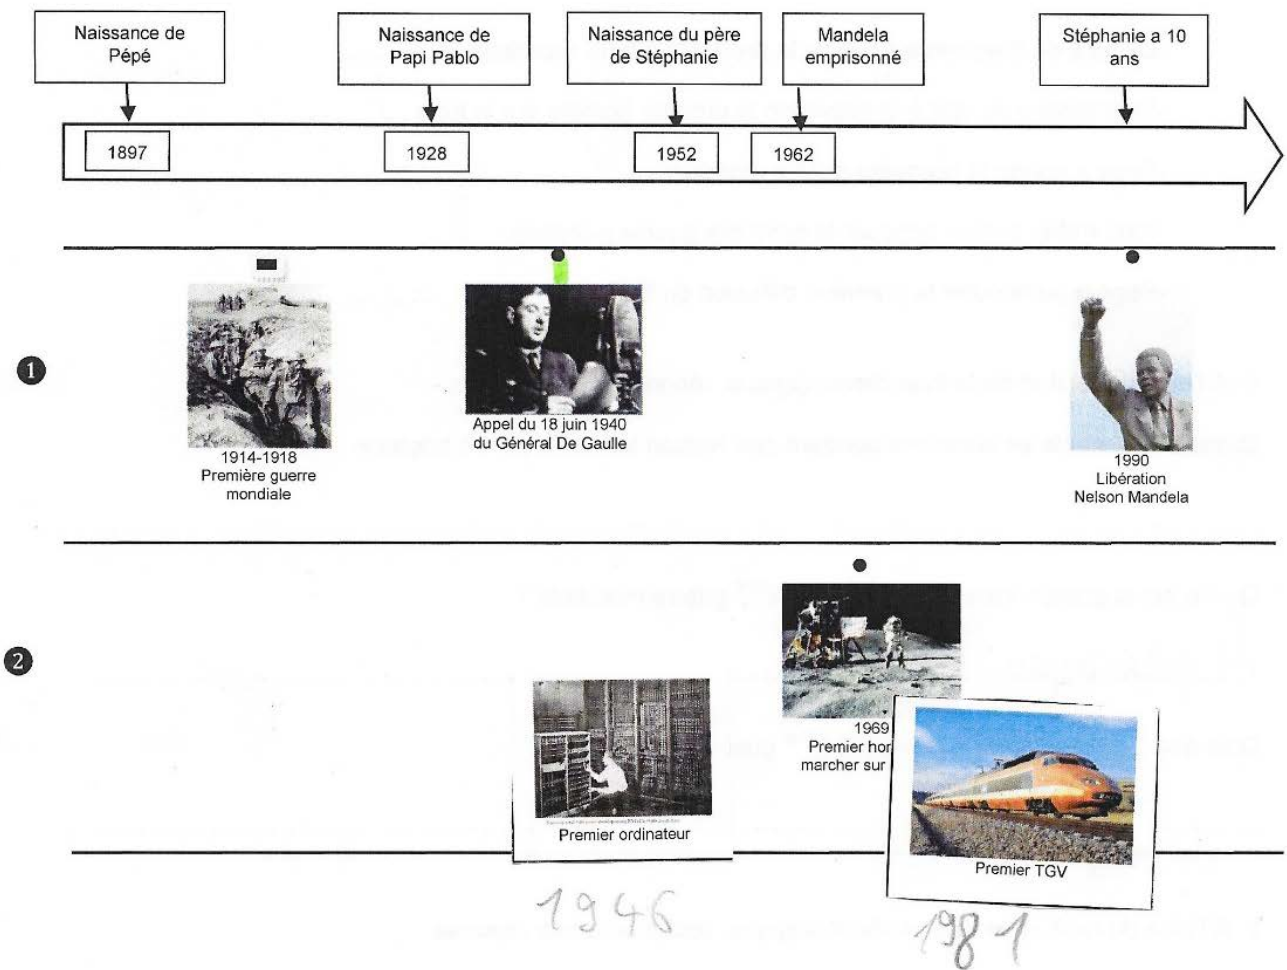 Naissance de
Pépé
Naissance de
Papi Pablo
Naissance du père
de Stéphanie
Mandela
emprisonné
Stéphanie a 10
ans
1897
1928
1952
1962
1
Appel du 18 juin 1940
du Général De Gaulle
1914-1918
Première guerre
mondiale
1990
Libération
Nelson Mandela
2
1969
Premier hor
marcher sur
Premier ordinateur
Premier TGV
1946
1981